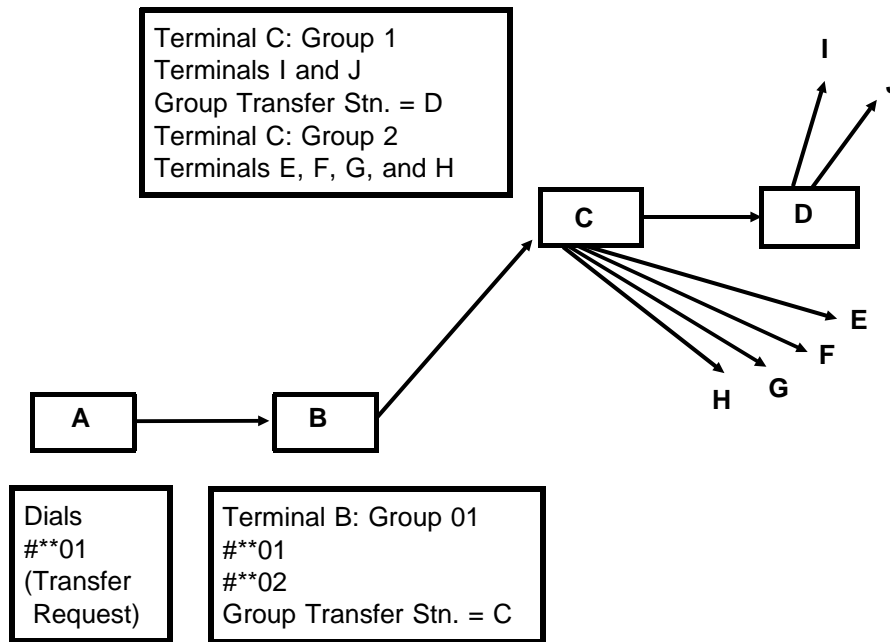 Terminal C: Group 1
Terminals I and J
Group Transfer Stn. = D
Terminal C: Group 2
Terminals E, F, G, and H
I
J
C
D
E
F
G
H
A
B
Dials
#**01
(Transfer
Request)
Terminal B: Group 01
#**01
#**02
Group Transfer Stn. = C